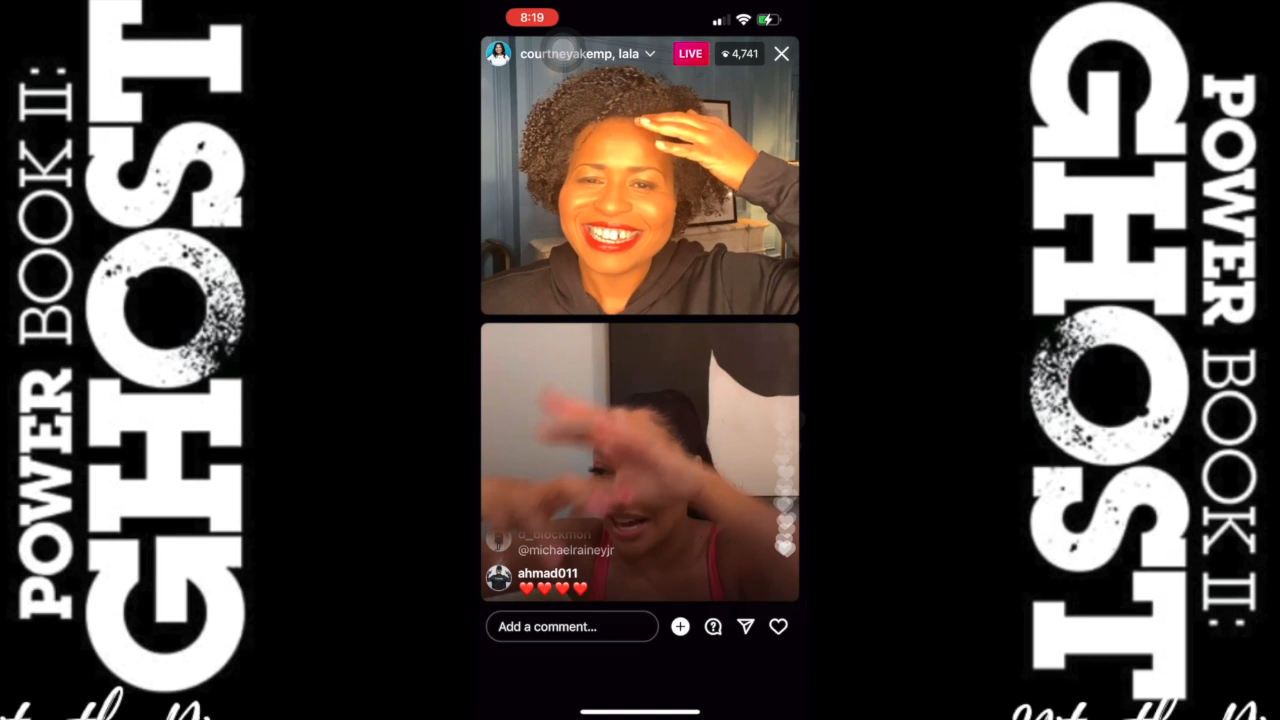 POWER BOOK II:
GHOST
8:19
courtneyakemp, lala
LIVE
4,741
u_blockmon
@michaelraineyjr
ahmad011
❤️❤️❤️❤️
Add a comment...
GHOST
POWER BOOK II: